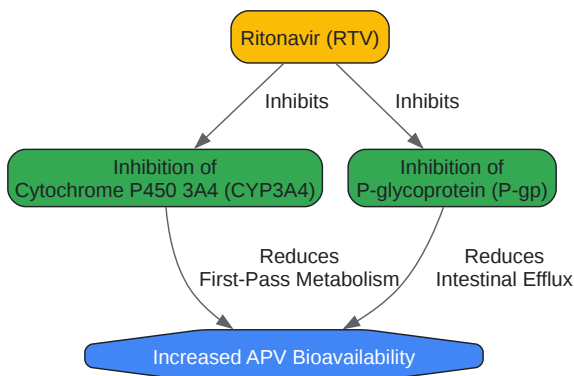 Ritonavir (RTV)
Inhibits
Inhibits
Inhibition of
Cytochrome P450 3A4 (CYP3A4)
Inhibition of
P-glycoprotein (P-gp)
Reduces
First-Pass Metabolism
Reduces
Intestinal Efflux
Increased APV Bioavailability